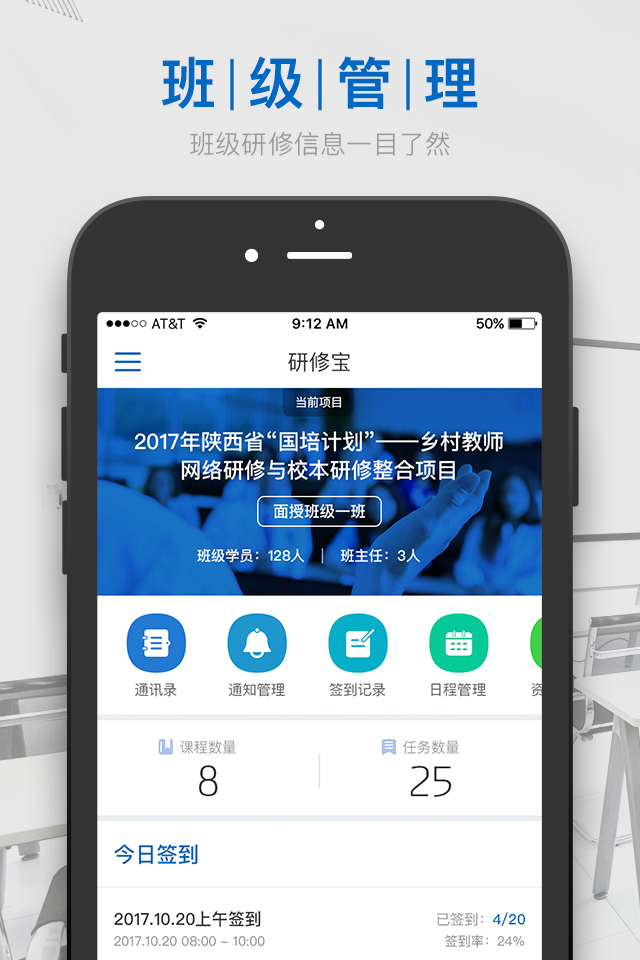 班|级|管|理
班级研修信息一目了然
AT&T 9:12 AM 50%
研修宝
当前项目
2017年陕西省“国培计划”——乡村教师
网络研修与校本研修整合项目
面授班级一班
班级学员：128人 | 班主任：3人
通讯录 通知管理 签到记录 日程管理 资
课程数量 任务数量
8 25
今日签到
2017.10.20上午签到 已签到：4/20
2017.10.20 08:00 - 10:00 签到率：24%